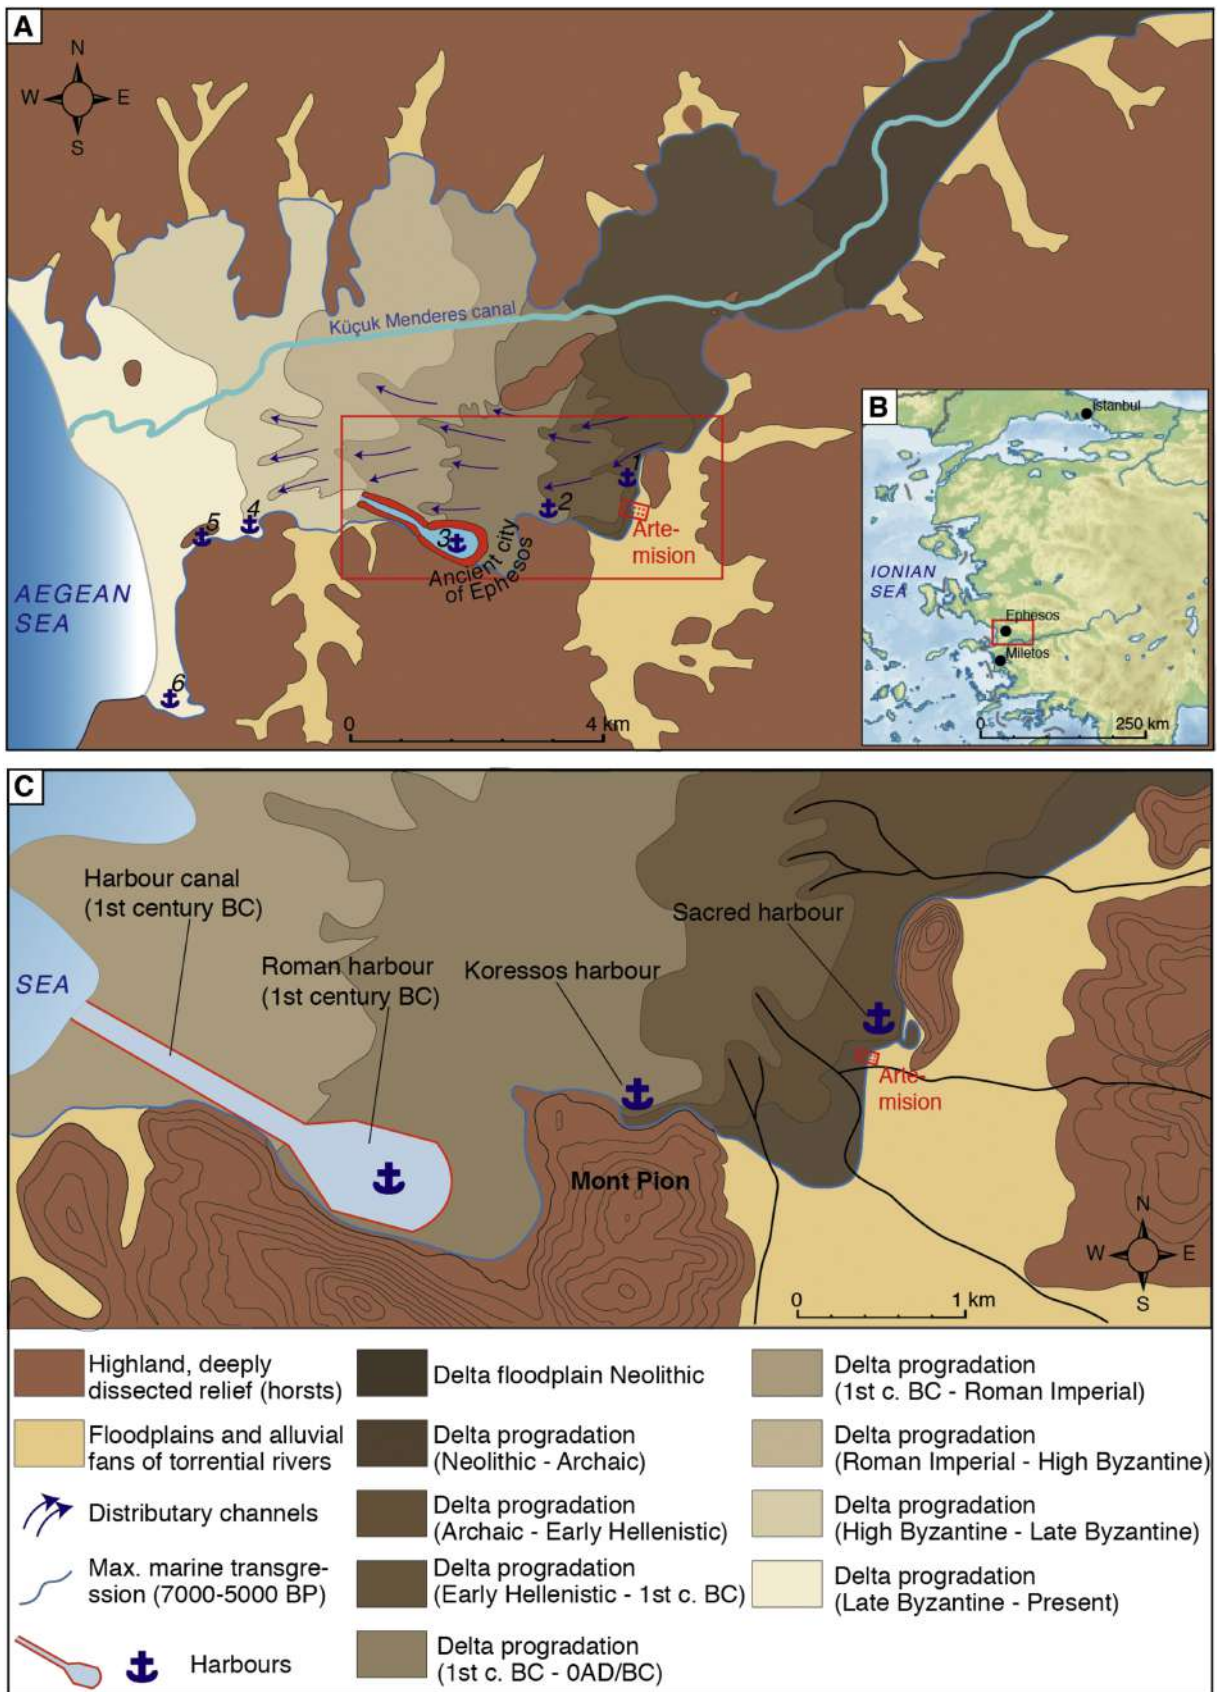 A
N
W E
S
Küçuk Menderes canal
1
2
3
4
5
6
Arte-
mision
Ancient city
of Ephesos
AEGEAN
SEA
0 4 km
B
Istanbul
IONIAN
SEA
Ephesos
Miletos
0 250 km
C
Harbour canal
(1st century BC)
Sacred harbour
Roman harbour
(1st century BC)
Koressos harbour
SEA
Arte-
mision
Mont Pion
N
W E
S
0 1 km
Highland, deeply
dissected relief (horsts)
Floodplains and alluvial
fans of torrential rivers
Distributary channels
Max. marine transgre-
ssion (7000-5000 BP)
Harbours
Delta floodplain Neolithic
Delta progradation
(Neolithic - Archaic)
Delta progradation
(Archaic - Early Hellenistic)
Delta progradation
(Early Hellenistic - 1st c. BC)
Delta progradation
(1st c. BC - 0AD/BC)
Delta progradation
(1st c. BC - Roman Imperial)
Delta progradation
(Roman Imperial - High Byzantine)
Delta progradation
(High Byzantine - Late Byzantine)
Delta progradation
(Late Byzantine - Present)